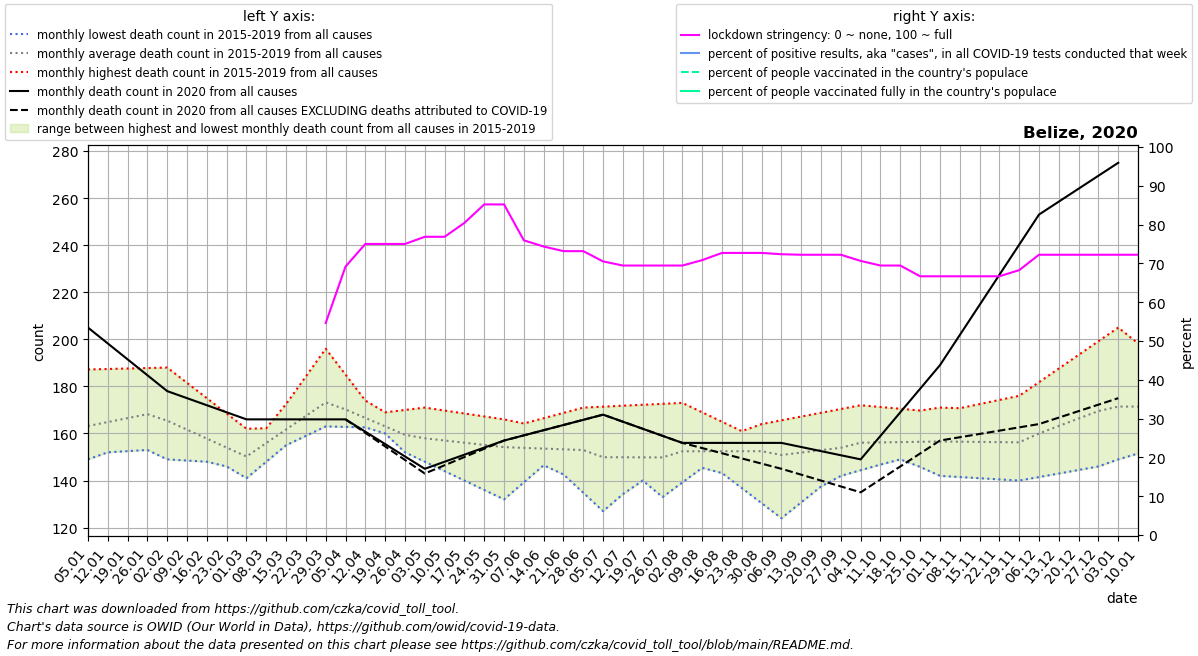 left Y axis:
monthly lowest death count in 2015-2019 from all causes
monthly average death count in 2015-2019 from all causes
monthly highest death count in 2015-2019 from all causes
monthly death count in 2020 from all causes
monthly death count in 2020 from all causes EXCLUDING deaths attributed to COVID-19
range between highest and lowest monthly death count from all causes in 2015-2019
right Y axis:
lockdown stringency: 0 ~ none, 100 ~ full
percent of positive results, aka "cases", in all COVID-19 tests conducted that week
percent of people vaccinated in the country's populace
percent of people vaccinated fully in the country's populace
Belize, 2020
280
260
240
220
200
180
160
140
120
count
100
90
80
70
60
50
40
30
20
10
0
percent
05.01 12.01 19.01 26.01 02.02 09.02 16.02 23.02 01.03 08.03 15.03 22.03 29.03 05.04 12.04 19.04 26.04 03.05 10.05 17.05 24.05 31.05 07.06 14.06 21.06 28.06 05.07 12.07 19.07 26.07 02.08 09.08 16.08 23.08 30.08 06.09 13.09 20.09 27.09 04.10 11.10 18.10 25.10 01.11 08.11 15.11 22.11 29.11 06.12 13.12 20.12 27.12 03.01 10.01
date
This chart was downloaded from https://github.com/czka/covid_toll_tool.
Chart's data source is OWID (Our World in Data), https://github.com/owid/covid-19-data.
For more information about the data presented on this chart please see https://github.com/czka/covid_toll_tool/blob/main/README.md.